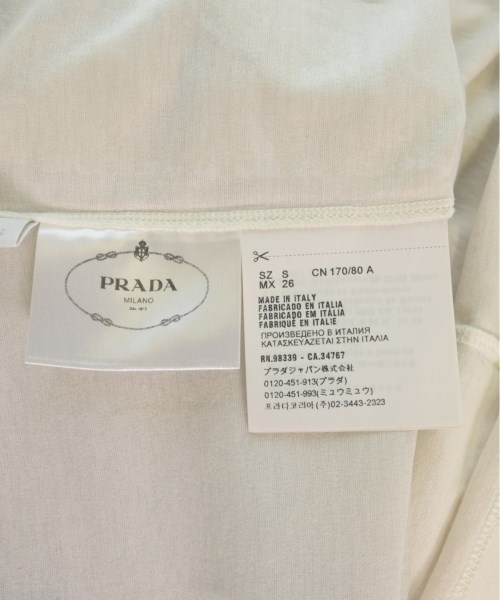 PRADA
MILANO
DAL 1913
SZ S CN 170/80 A
MX 26
MADE IN ITALY
FABRICADO EN ITALIA
FABRICADO EM ITÁLIA
FABRIQUÉ EN ITALIE
ПРОИЗВЕДЕНО В ИТАЛИЯ
ΚΑΤΑΣΚΕΥΑΖΕΤΑΙ ΣΤΗΝ ΙΤΑΛΙΑ
RN.98339 - CA.34767
プラダジャパン株式会社
0120-451-913(プラダ)
0120-451-993(ミュウミュウ)
프라다코리아(주)02-3443-2323